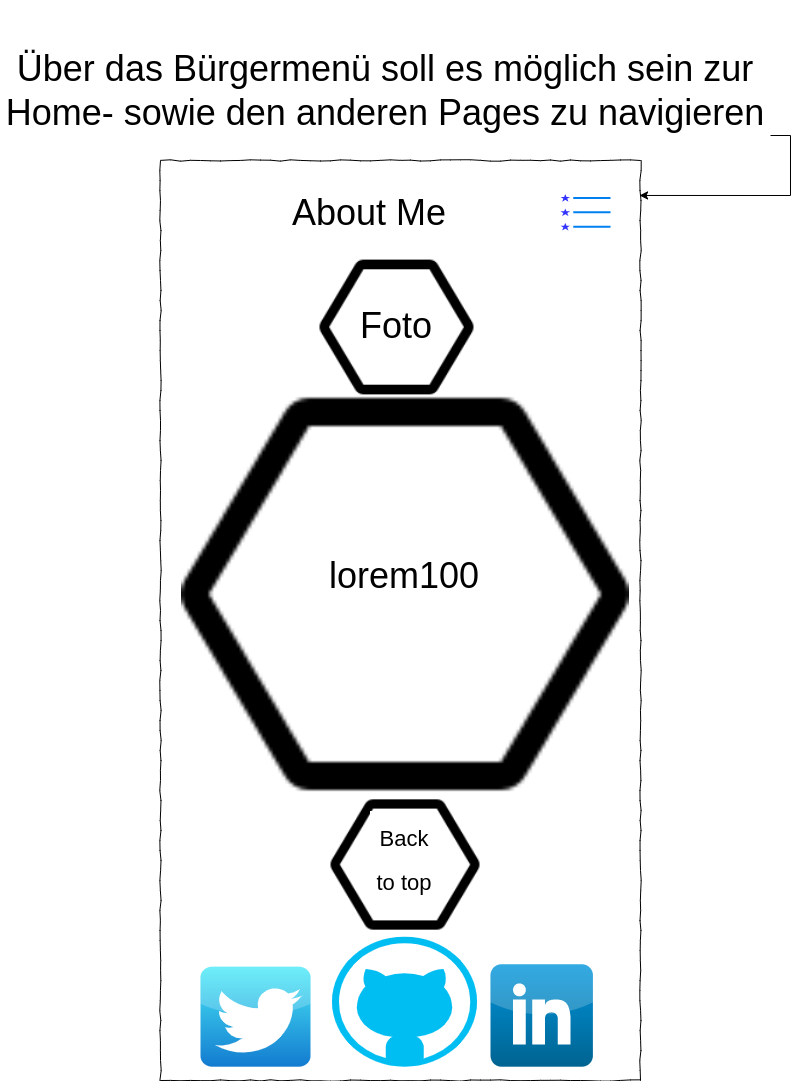 Über das Bürgermenü soll es möglich sein zur
Home- sowie den anderen Pages zu navigieren
About Me
Foto
lorem100
Back
to top
in